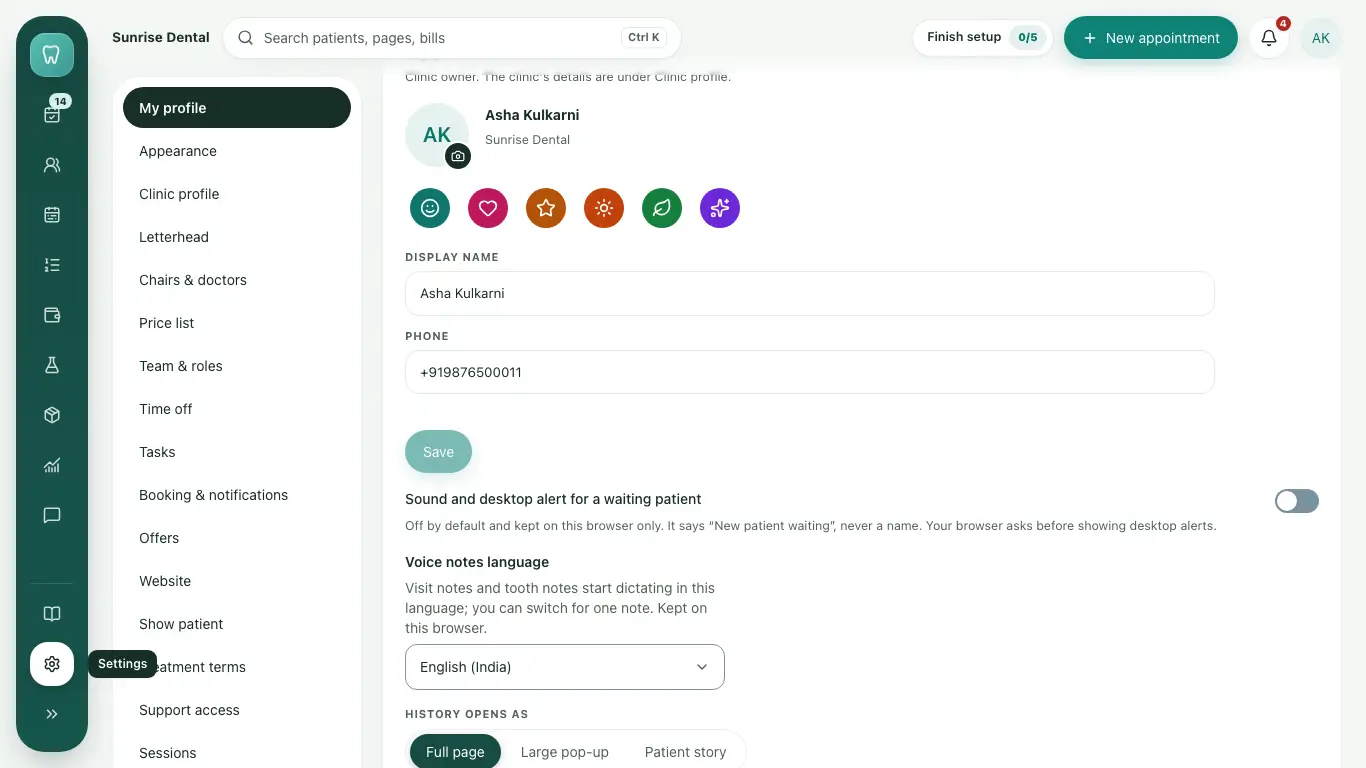 Sunrise Dental
Search patients, pages, bills
Ctrl K
Finish setup
0/5
New appointment
4
AK
14
My profile
Appearance
Clinic profile
Letterhead
Chairs & doctors
Price list
Team & roles
Time off
Tasks
Booking & notifications
Offers
Website
Show patient
eatment terms
Support access
Sessions
Settings
Clinic owner. The clinic's details are under Clinic profile.
AK
Asha Kulkarni
Sunrise Dental
DISPLAY NAME
Asha Kulkarni
PHONE
+919876500011
Save
Sound and desktop alert for a waiting patient
Off by default and kept on this browser only. It says “New patient waiting”, never a name. Your browser asks before showing desktop alerts.
Voice notes language
Visit notes and tooth notes start dictating in this
language; you can switch for one note. Kept on
this browser.
English (India)
HISTORY OPENS AS
Full page
Large pop-up
Patient story